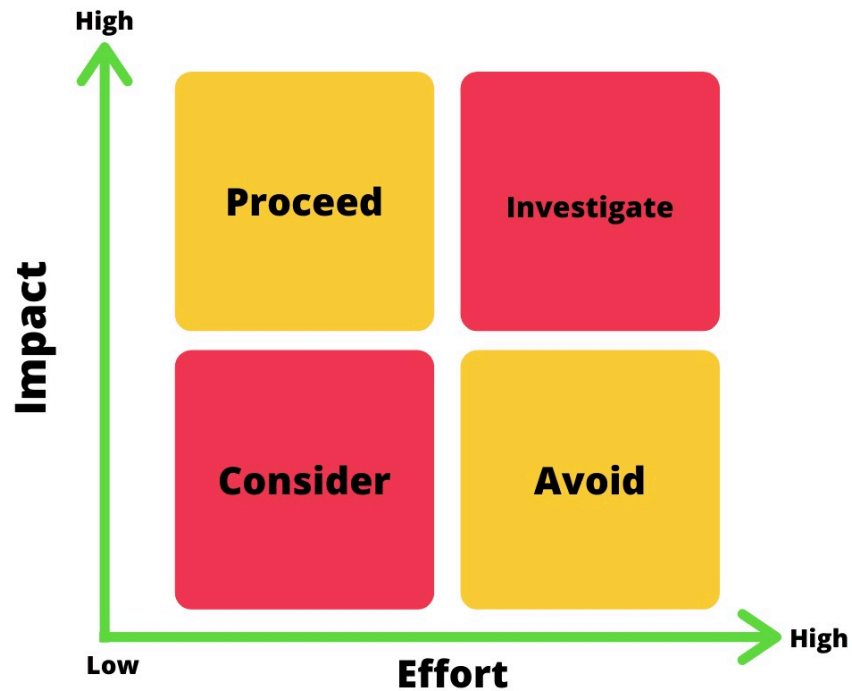 High
Proceed
Investigate
Impact
Consider
Avoid
High
Low
Effort